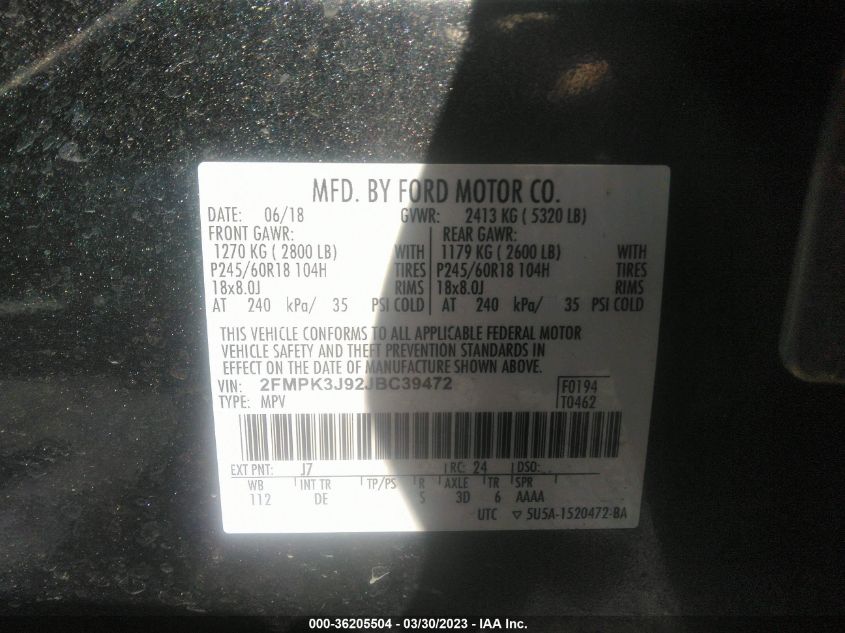 MFD. BY FORD MOTOR CO.
DATE: 06/18 GVWR: 2413 KG ( 5320 LB)
FRONT GAWR: REAR GAWR:
1270 KG ( 2800 LB) WITH 1179 KG ( 2600 LB) WITH
P245/60R18 104H TIRES P245/60R18 104H TIRES
18x8.0J RIMS 18x8.0J RIMS
AT 240 kPa/ 35 PSI COLD AT 240 kPa/ 35 PSI COLD
THIS VEHICLE CONFORMS TO ALL APPLICABLE FEDERAL MOTOR
VEHICLE SAFETY AND THEFT PREVENTION STANDARDS IN
EFFECT ON THE DATE OF MANUFACTURE SHOWN ABOVE.
VIN: 2FMPK3J92JBC39472 F0194
TYPE: MPV T0462
EXT PNT: J7 RC: 24 DSO:
WB INT TR TP/PS R AXLE TR SPR
112 DE 5 3D 6 AAAA
UTC ▽ 5U5A-1520472-BA
000-36205504 - 03/30/2023 - IAA Inc.